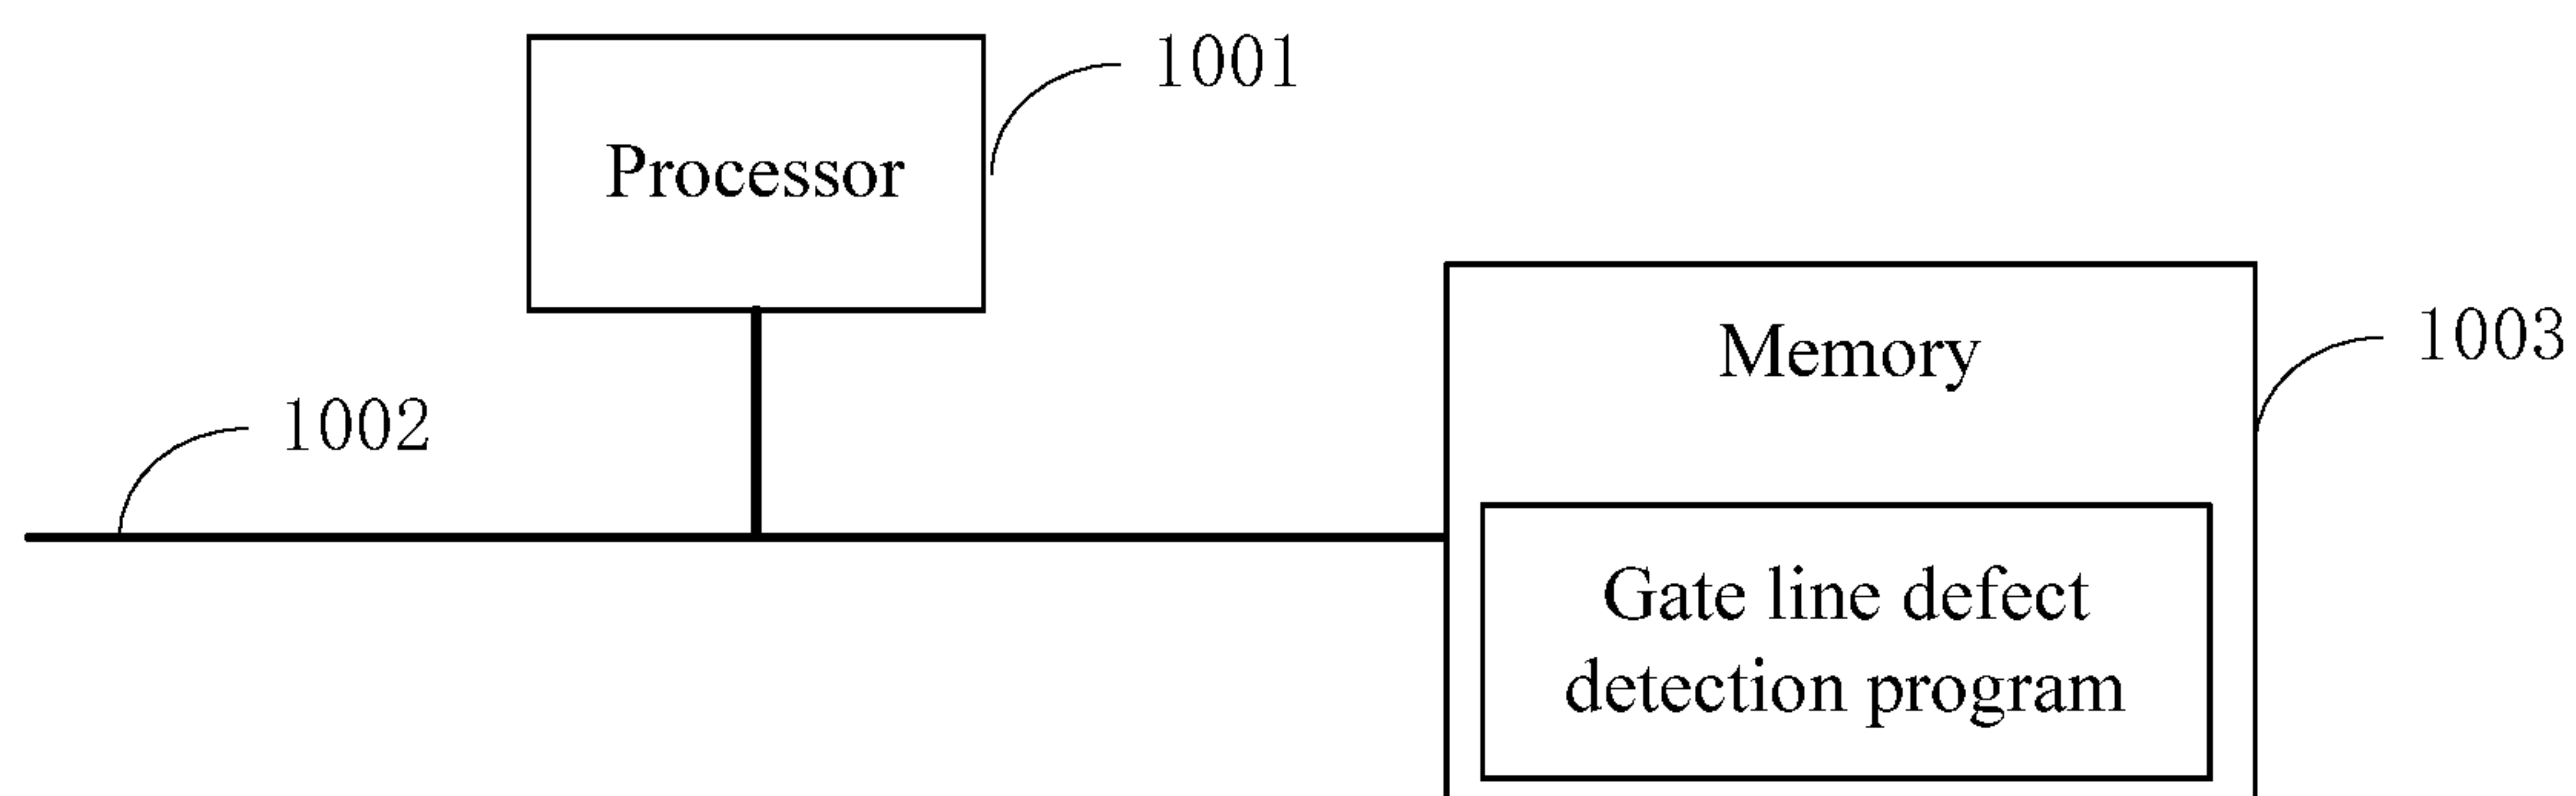 1001
Processor
1003
Memory
1002
Gate line defect
detection program